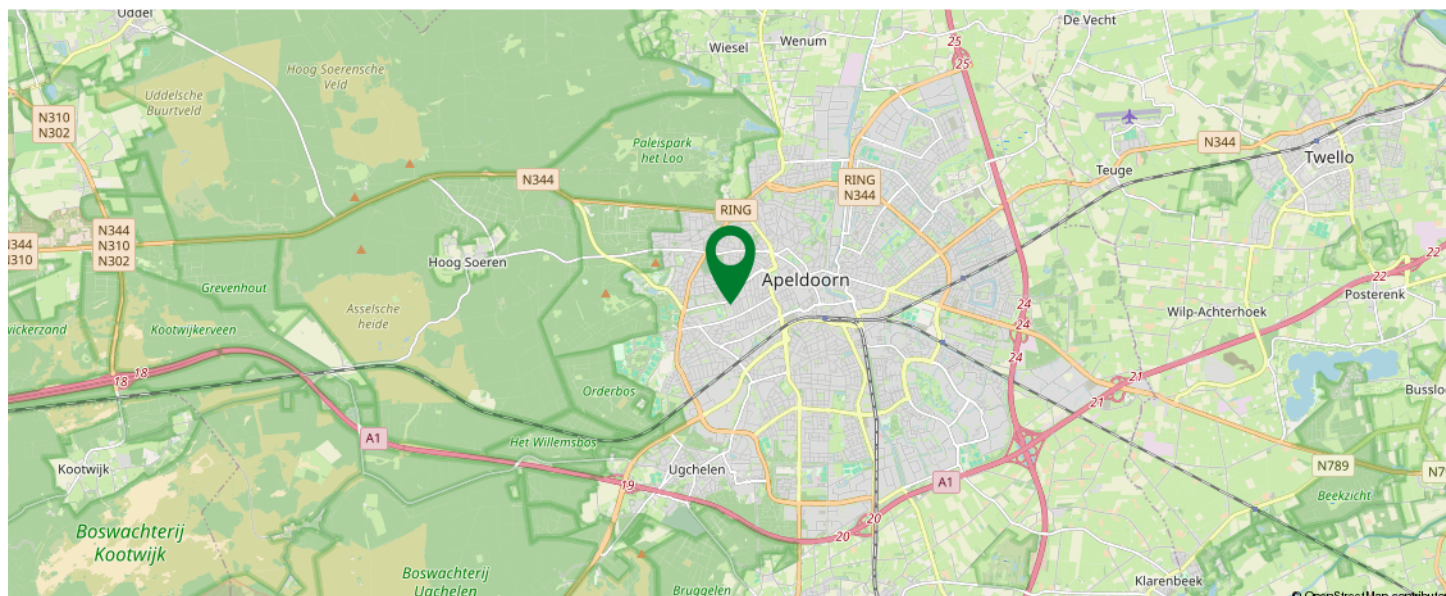 Uddel
De Vecht
Wiesel
Wenum
25
25
Hoog Soerensche
Veld
Uddelsche
Buurtveld
N310
N302
Paleispark
het Loo
N344
Twello
Teuge
N344
RING
N344
RING
N344
N310
N344
N310
N302
Hoog Soeren
22
22
Apeldoorn
Grevenhout
Posterenk
Asselsche
heide
24
24
Wilp-Achterhoek
Kootwijkerveen
24
18
18
21
21
Orderbos
A1
Het Willemsbos
Kootwijk
Ugchelen
N789
A1
19
Beekzicht
20
20
Boswachterij
Kootwijk
Boswachterij
Ugchelen
Bruggelen
Klarenbeek
© OpenStreetMap contributor